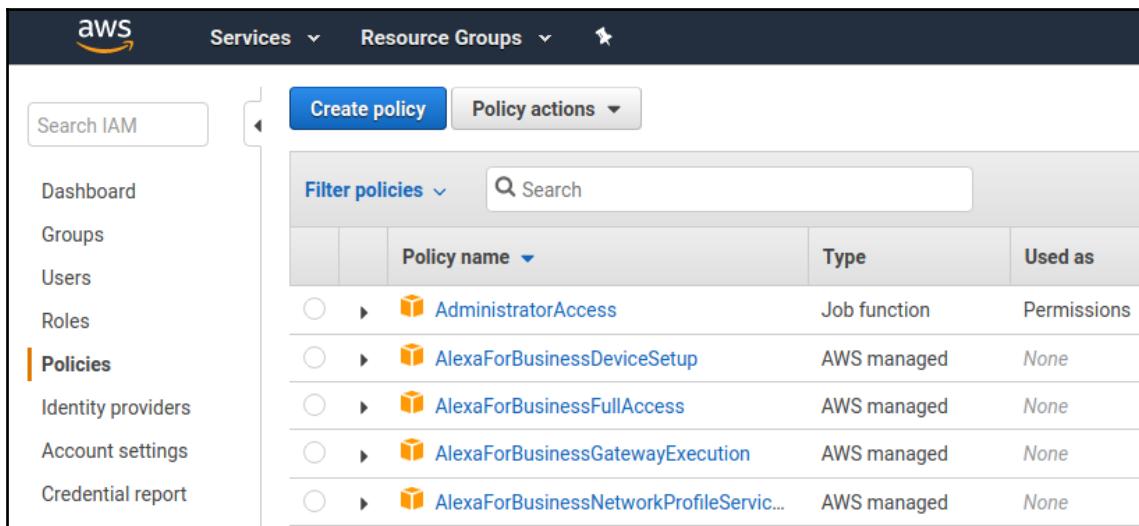 aws Services Resource Groups
Search IAM
Dashboard
Groups
Users
Roles
Policies
Identity providers
Account settings
Credential report
Create policy Policy actions
Filter policies Search
Policy name Type Used as
AdministratorAccess Job function Permissions
AlexaForBusinessDeviceSetup AWS managed None
AlexaForBusinessFullAccess AWS managed None
AlexaForBusinessGatewayExecution AWS managed None
AlexaForBusinessNetworkProfileServic... AWS managed None